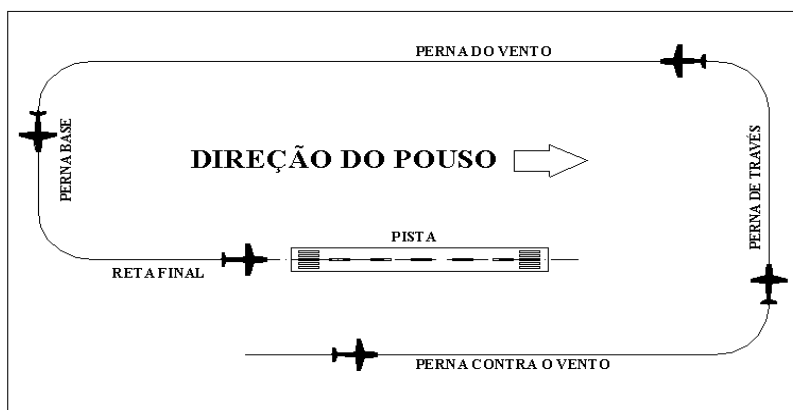 PERNA DO VENTO
PERNA BASE
DIREÇÃO DO POUSO
PERNA DE TRAVÉS
PISTA
RETA FINAL
PERNA CONTRA O VENTO